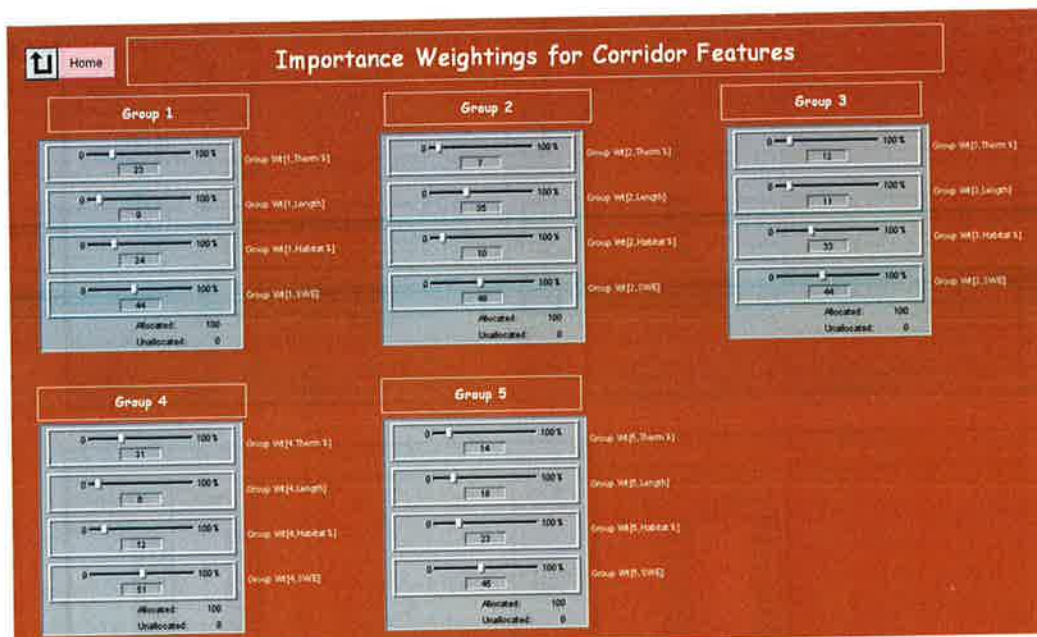 Home
Importance Weightings for Corridor Features
Group 1
0 100 %
23
Group Wt[1,Therm %]
0 100 %
9
Group Wt[1,Length]
0 100 %
24
Group Wt[1,Habitat %]
0 100 %
44
Group Wt[1,SWE]
Allocated: 100
Unallocated: 0
Group 2
0 100 %
7
Group Wt[2,Therm %]
0 100 %
35
Group Wt[2,Length]
0 100 %
10
Group Wt[2,Habitat %]
0 100 %
48
Group Wt[2,SWE]
Allocated: 100
Unallocated: 0
Group 3
0 100 %
12
Group Wt[3,Therm %]
0 100 %
11
Group Wt[3,Length]
0 100 %
33
Group Wt[3,Habitat %]
0 100 %
44
Group Wt[3,SWE]
Allocated: 100
Unallocated: 0
Group 4
0 100 %
31
Group Wt[4,Therm %]
0 100 %
6
Group Wt[4,Length]
0 100 %
12
Group Wt[4,Habitat %]
0 100 %
51
Group Wt[4,SWE]
Allocated: 100
Unallocated: 0
Group 5
0 100 %
14
Group Wt[5,Therm %]
0 100 %
18
Group Wt[5,Length]
0 100 %
23
Group Wt[5,Habitat %]
0 100 %
45
Group Wt[5,SWE]
Allocated: 100
Unallocated: 0